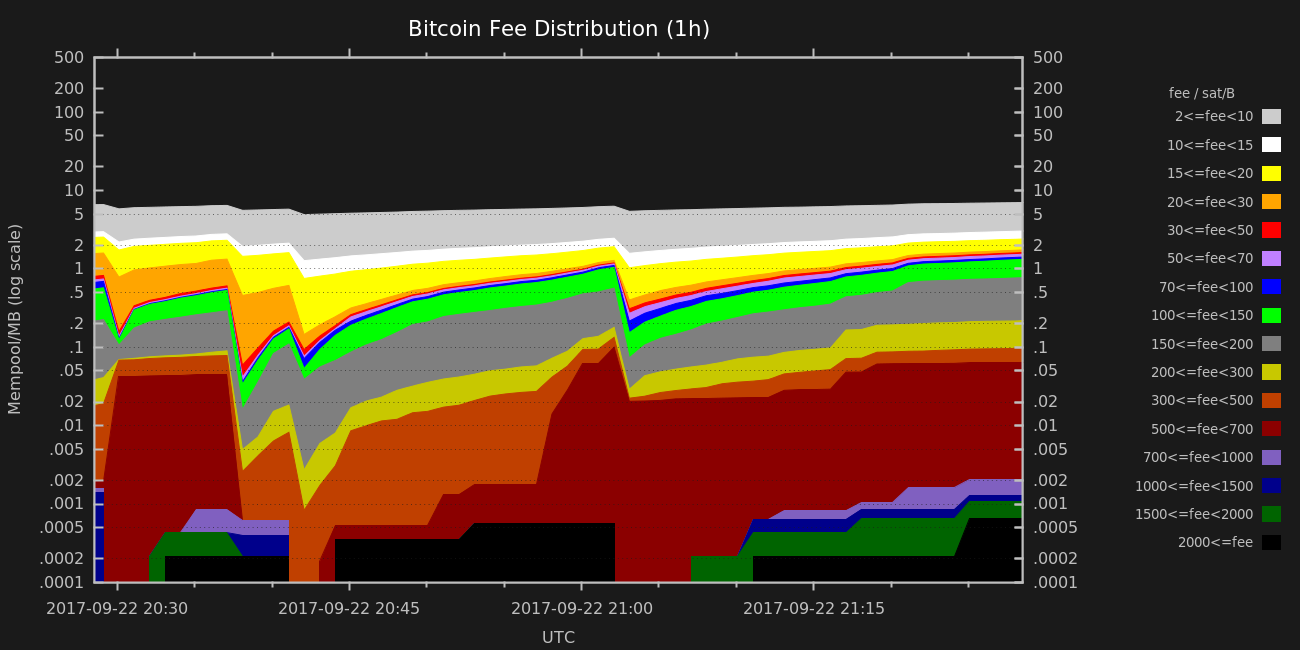 Bitcoin Fee Distribution (1h)
Mempool/MB (log scale)
500
200
100
50
20
10
5
2
1
.5
.2
.1
.05
.02
.01
.005
.002
.001
.0005
.0002
.0001
500
200
100
50
20
10
5
2
1
.5
.2
.1
.05
.02
.01
.005
.002
.001
.0005
.0002
.0001
2017-09-22 20:30 2017-09-22 20:45 2017-09-22 21:00 2017-09-22 21:15
UTC
fee / sat/B
2<=fee<10
10<=fee<15
15<=fee<20
20<=fee<30
30<=fee<50
50<=fee<70
70<=fee<100
100<=fee<150
150<=fee<200
200<=fee<300
300<=fee<500
500<=fee<700
700<=fee<1000
1000<=fee<1500
1500<=fee<2000
2000<=fee